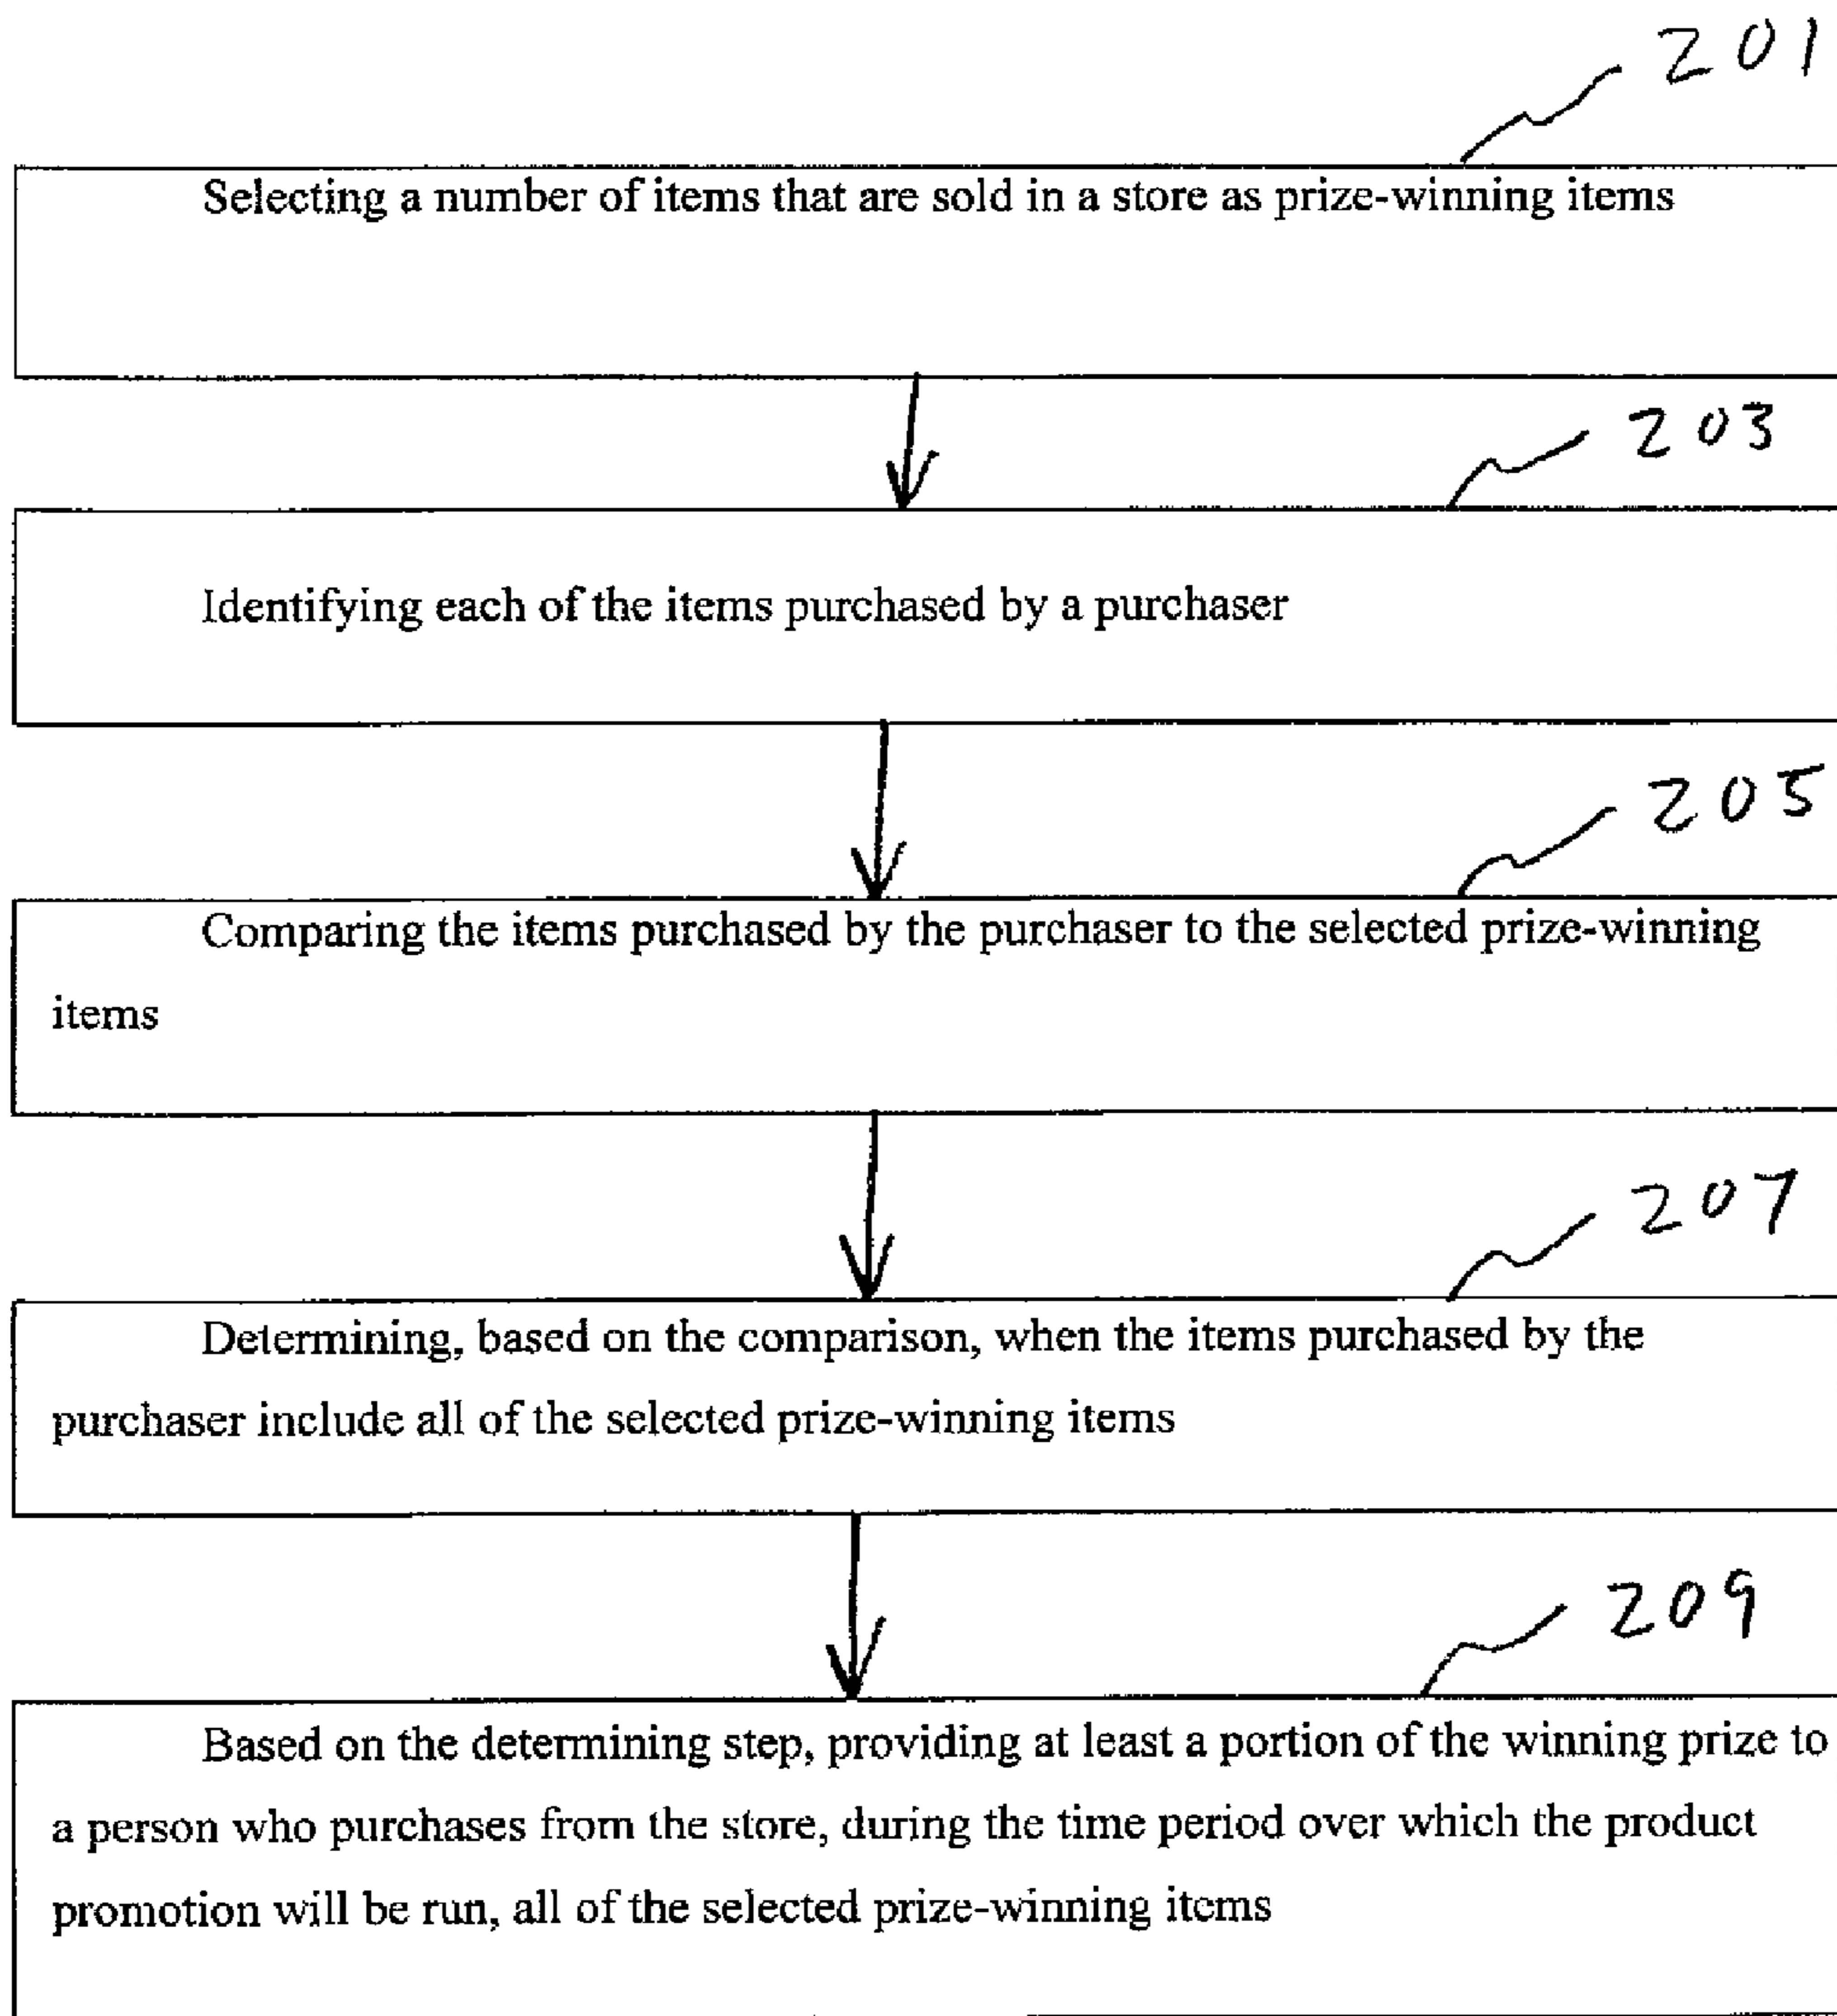 201
Selecting a number of items that are sold in a store as prize-winning items
203
Identifying each of the items purchased by a purchaser
205
Comparing the items purchased by the purchaser to the selected prize-winning
items
207
Determining, based on the comparison, when the items purchased by the
purchaser include all of the selected prize-winning items
209
Based on the determining step, providing at least a portion of the winning prize to
a person who purchases from the store, during the time period over which the product
promotion will be run, all of the selected prize-winning items